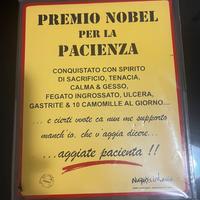 PREMIO NOBEL
PER LA
PACIENZA
CONQUISTATO CON SPIRITO
DI SACRIFICIO, TENACIA,
CALMA & GESSO,
FEGATO INGROSSATO, ULCERA,
GASTRITE & 10 CAMOMILLE AL GIORNO...
... e cierti vvote ca nun me supporto
manch'io, che v'aggia dicere...
...aggiate pacienta !!